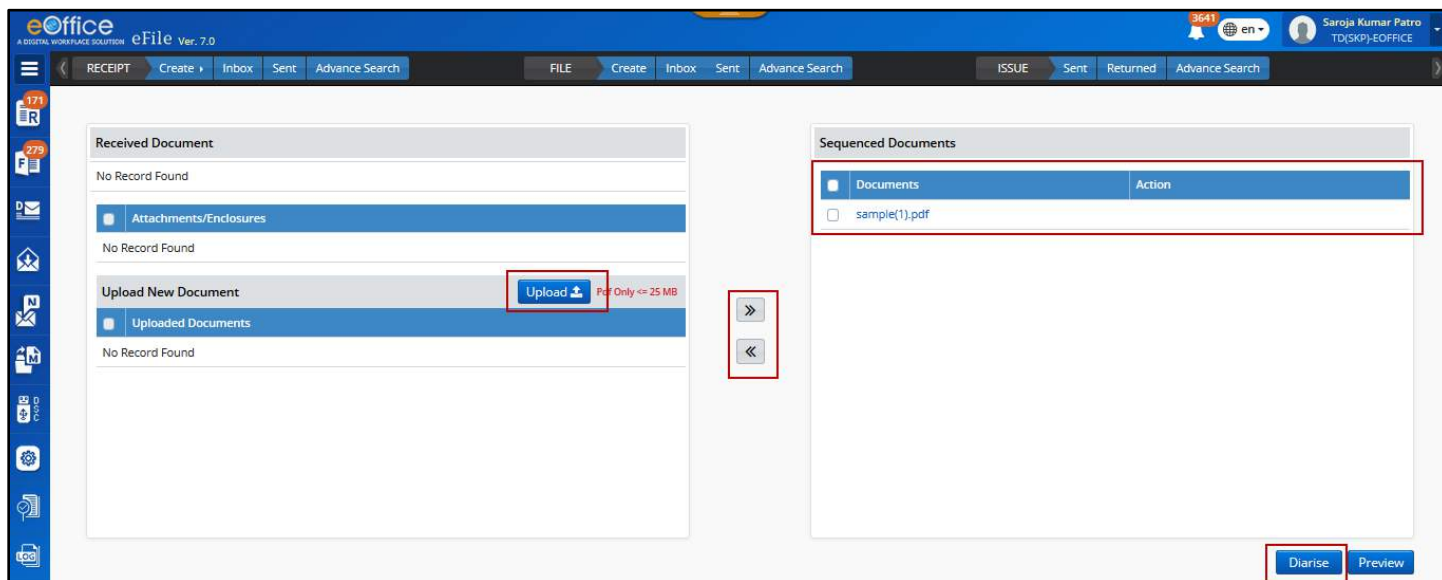 eOffice
A DIGITAL WORKPLACE SOLUTION eFile Ver. 7.0
3641
en
Saroja Kumar Patro
TD(SKP)-EOFFICE
RECEIPT Create Inbox Sent Advance Search FILE Create Inbox Sent Advance Search ISSUE Sent Returned Advance Search
171
R
279
F
D
N
M
DSC
LOG
Received Document
No Record Found
Attachments/Enclosures
No Record Found
Upload New Document Upload Pdf Only <= 25 MB
Uploaded Documents
No Record Found
»
«
Sequenced Documents
Documents Action
sample(1).pdf
Diarise Preview